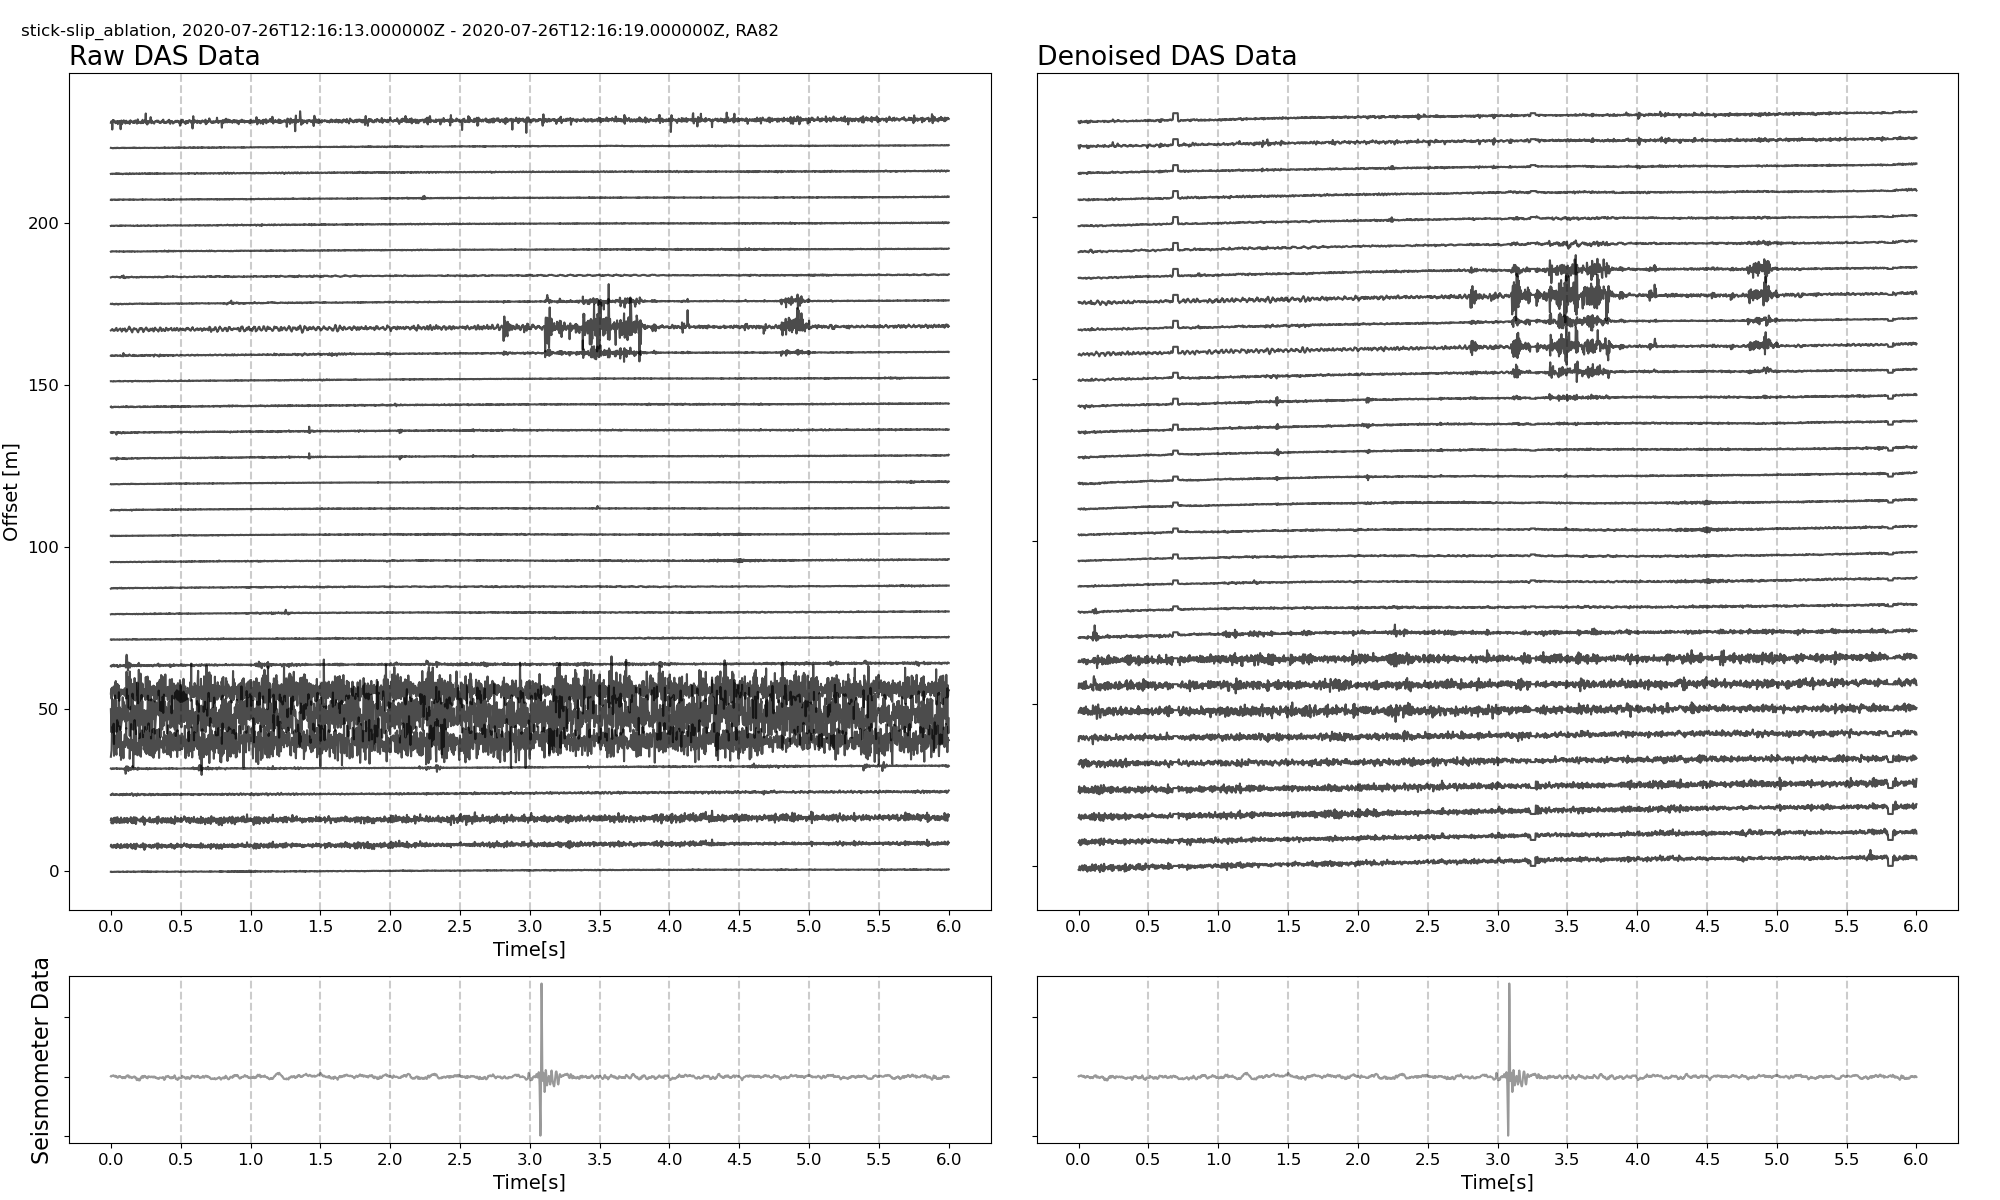 stick-slip_ablation, 2020-07-26T12:16:13.000000Z - 2020-07-26T12:16:19.000000Z, RA82
Raw DAS Data
Denoised DAS Data
Offset [m]
200
150
100
50
0
0.0 0.5 1.0 1.5 2.0 2.5 3.0 3.5 4.0 4.5 5.0 5.5 6.0
Time[s]
0.0 0.5 1.0 1.5 2.0 2.5 3.0 3.5 4.0 4.5 5.0 5.5 6.0
Seismometer Data
0.0 0.5 1.0 1.5 2.0 2.5 3.0 3.5 4.0 4.5 5.0 5.5 6.0
Time[s]
0.0 0.5 1.0 1.5 2.0 2.5 3.0 3.5 4.0 4.5 5.0 5.5 6.0
Time[s]